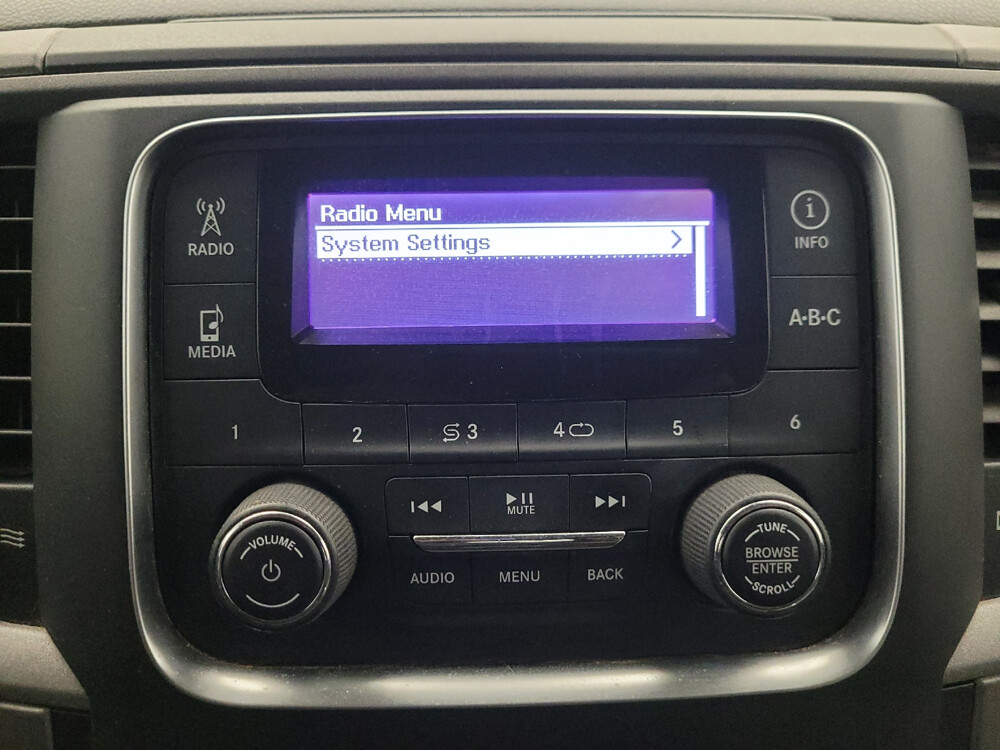 Radio Menu
System Settings
RADIO
i
INFO
MEDIA
A·B·C
1
2
3
4
5
6
MUTE
VOLUME
TUNE
BROWSE
ENTER
SCROLL
AUDIO
MENU
BACK